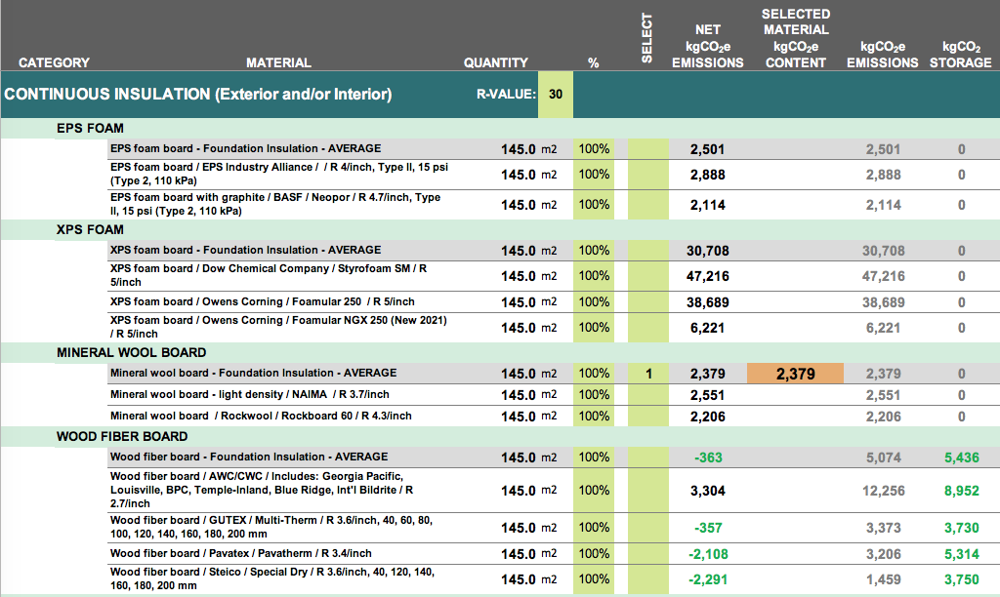 CATEGORY MATERIAL QUANTITY % SELECT NET kgCO₂e EMISSIONS SELECTED MATERIAL kgCO₂e CONTENT kgCO₂e EMISSIONS kgCO₂ STORAGE
CONTINUOUS INSULATION (Exterior and/or Interior) R-VALUE: 30
EPS FOAM
EPS foam board - Foundation Insulation - AVERAGE 145.0 m2 100% 2,501 2,501 0
EPS foam board / EPS Industry Alliance / / R 4/inch, Type II, 15 psi
(Type 2, 110 kPa) 145.0 m2 100% 2,888 2,888 0
EPS foam board with graphite / BASF / Neopor / R 4.7/inch, Type
II, 15 psi (Type 2, 110 kPa) 145.0 m2 100% 2,114 2,114 0
XPS FOAM
XPS foam board - Foundation Insulation - AVERAGE 145.0 m2 100% 30,708 30,708 0
XPS foam board / Dow Chemical Company / Styrofoam SM / R
5/inch 145.0 m2 100% 47,216 47,216 0
XPS foam board / Owens Corning / Foamular 250 / R 5/inch 145.0 m2 100% 38,689 38,689 0
XPS foam board / Owens Corning / Foamular NGX 250 (New 2021)
/ R 5/inch 145.0 m2 100% 6,221 6,221 0
MINERAL WOOL BOARD
Mineral wool board - Foundation Insulation - AVERAGE 145.0 m2 100% 1 2,379 2,379 2,379 0
Mineral wool board - light density / NAIMA / R 3.7/inch 145.0 m2 100% 2,551 2,551 0
Mineral wool board / Rockwool / Rockboard 60 / R 4.3/inch 145.0 m2 100% 2,206 2,206 0
WOOD FIBER BOARD
Wood fiber board - Foundation Insulation - AVERAGE 145.0 m2 100% -363 5,074 5,436
Wood fiber board / AWC/CWC / Includes: Georgia Pacific,
Louisville, BPC, Temple-Inland, Blue Ridge, Int'l Bildrite / R
2.7/inch 145.0 m2 100% 3,304 12,256 8,952
Wood fiber board / GUTEX / Multi-Therm / R 3.6/inch, 40, 60, 80,
100, 120, 140, 160, 180, 200 mm 145.0 m2 100% -357 3,373 3,730
Wood fiber board / Pavatex / Pavatherm / R 3.4/inch 145.0 m2 100% -2,108 3,206 5,314
Wood fiber board / Steico / Special Dry / R 3.6/inch, 40, 120, 140,
160, 180, 200 mm 145.0 m2 100% -2,291 1,459 3,750